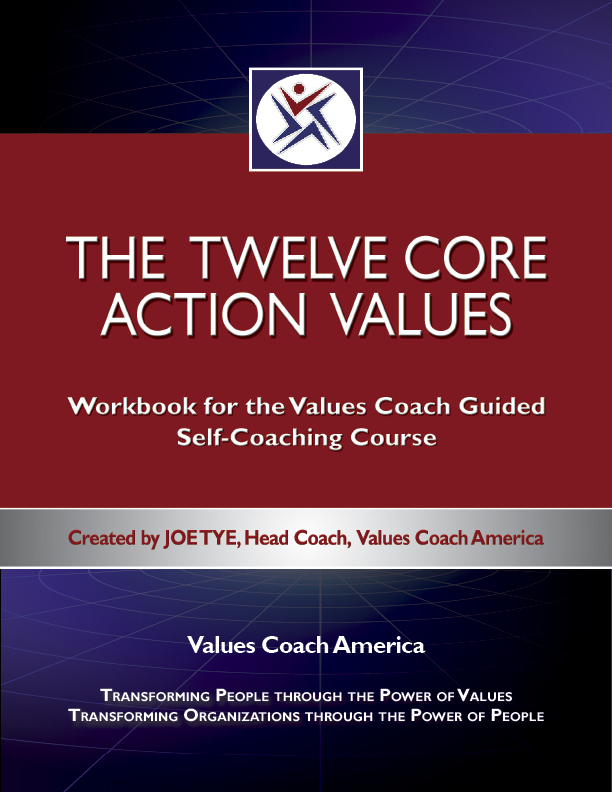 THE TWELVE CORE
ACTION VALUES
Workbook for the Values Coach Guided
Self-Coaching Course
Created by JOE TYE, Head Coach, Values Coach America
Values Coach America
TRANSFORMING PEOPLE THROUGH THE POWER OF VALUES
TRANSFORMING ORGANIZATIONS THROUGH THE POWER OF PEOPLE